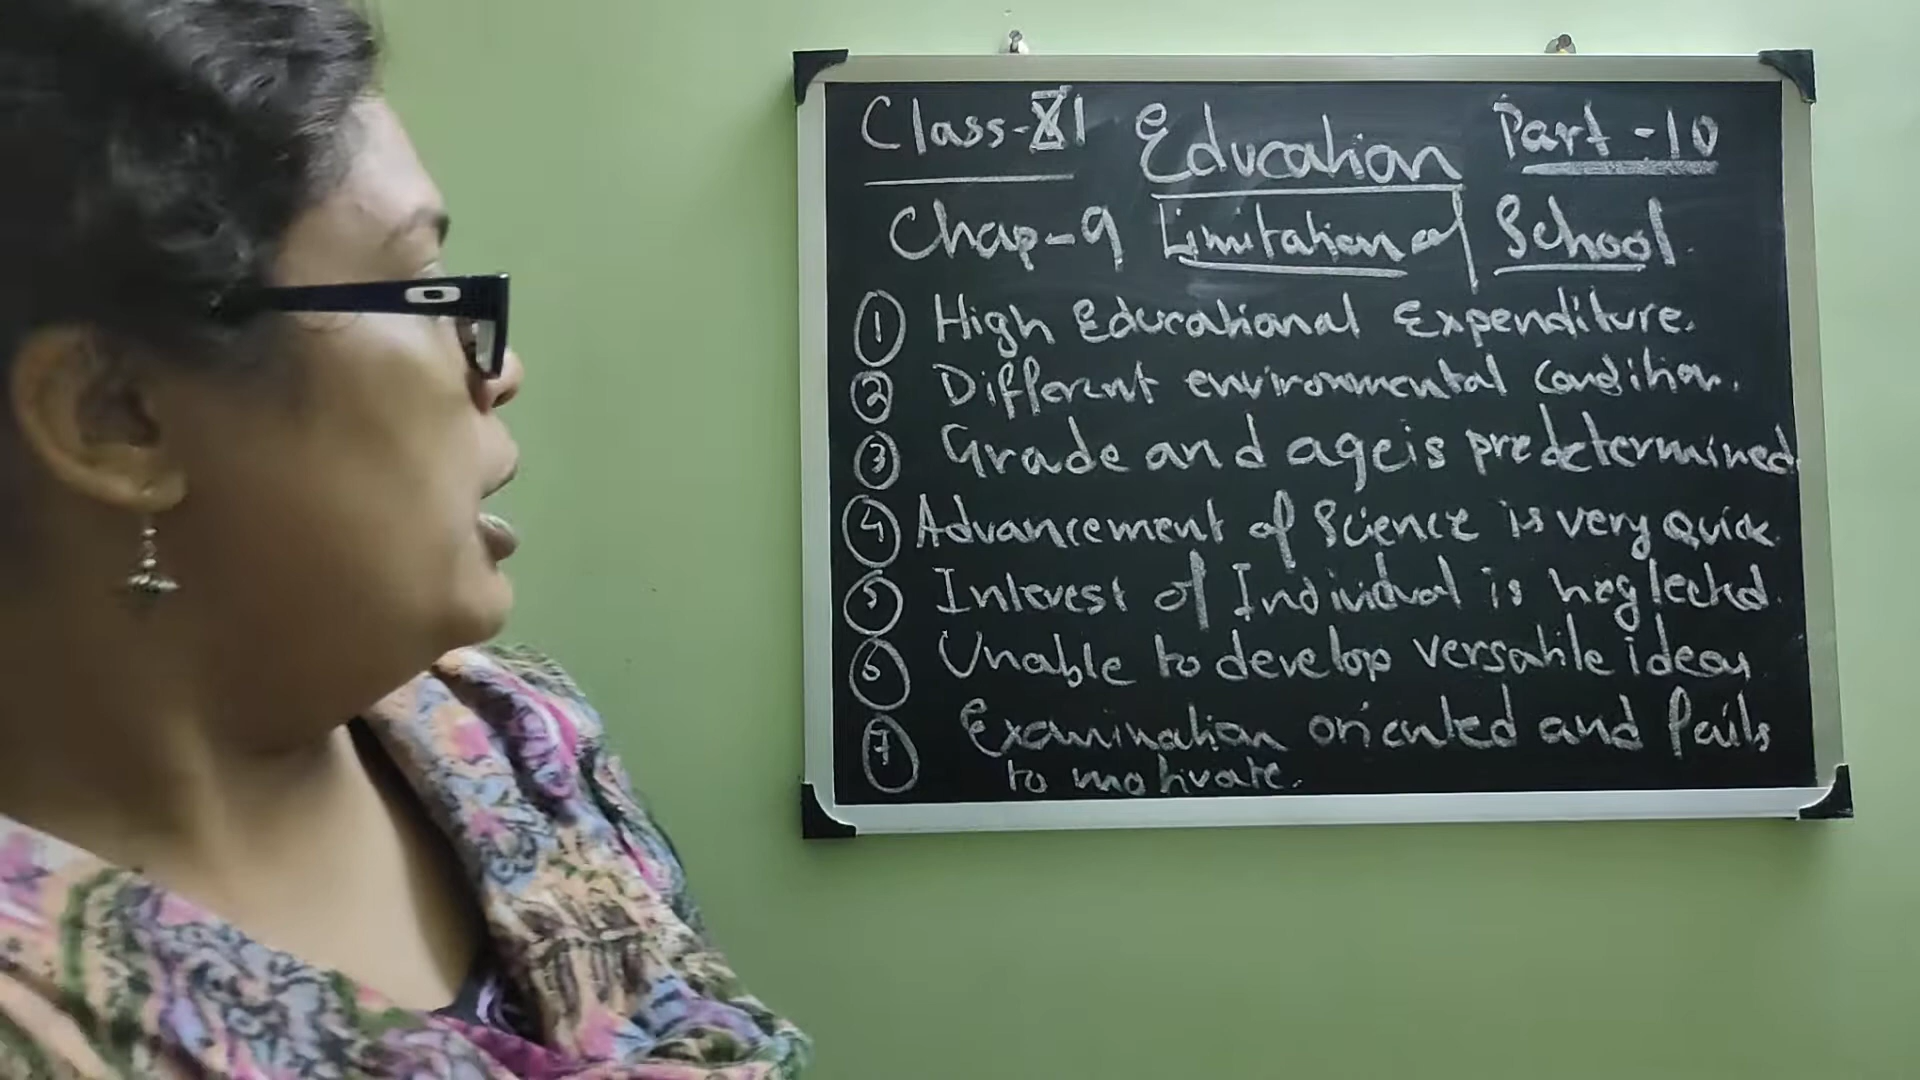 Class-XI Education Part-10
Chap-9 Limitation of School
1 High Educational Expenditure.
2 Different environmental condition.
3 Grade and age is predetermined
4 Advancement of Science is very Quick.
5 Interest of Individual is neglected.
6 Unable to develop versatile ideas
7 Examination oriented and fails
to motivate.